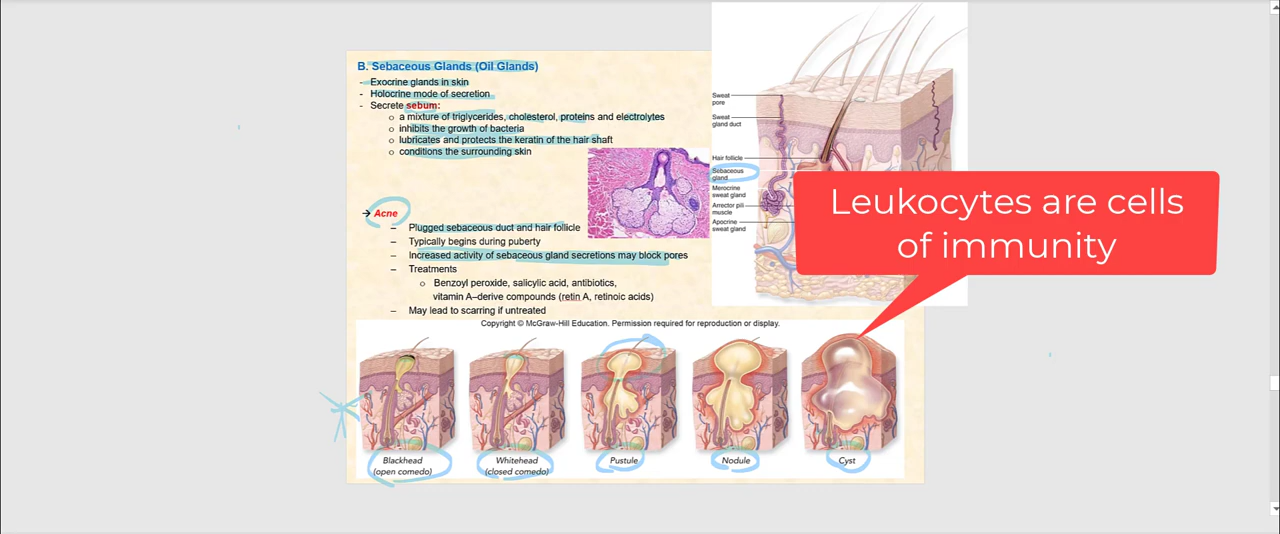 B. Sebaceous Glands (Oil Glands)
- Exocrine glands in skin
- Holocrine mode of secretion
- Secrete sebum:
o a mixture of triglycerides, cholesterol, proteins and electrolytes
o inhibits the growth of bacteria
o lubricates and protects the keratin of the hair shaft
o conditions the surrounding skin
→ Acne
– Plugged sebaceous duct and hair follicle
– Typically begins during puberty
– Increased activity of sebaceous gland secretions may block pores
– Treatments
o Benzoyl peroxide, salicylic acid, antibiotics,
vitamin A–derive compounds (retin A, retinoic acids)
– May lead to scarring if untreated
Sweat
pore
Sweat
gland duct
Hair follicle
Sebaceous
gland
Merocrine
sweat gland
Arrector pili
muscle
Apocrine
sweat gland
Leukocytes are cells
of immunity
Copyright © McGraw-Hill Education. Permission required for reproduction or display.
Blackhead
(open comedo)
Whitehead
(closed comedo)
Pustule
Nodule
Cyst